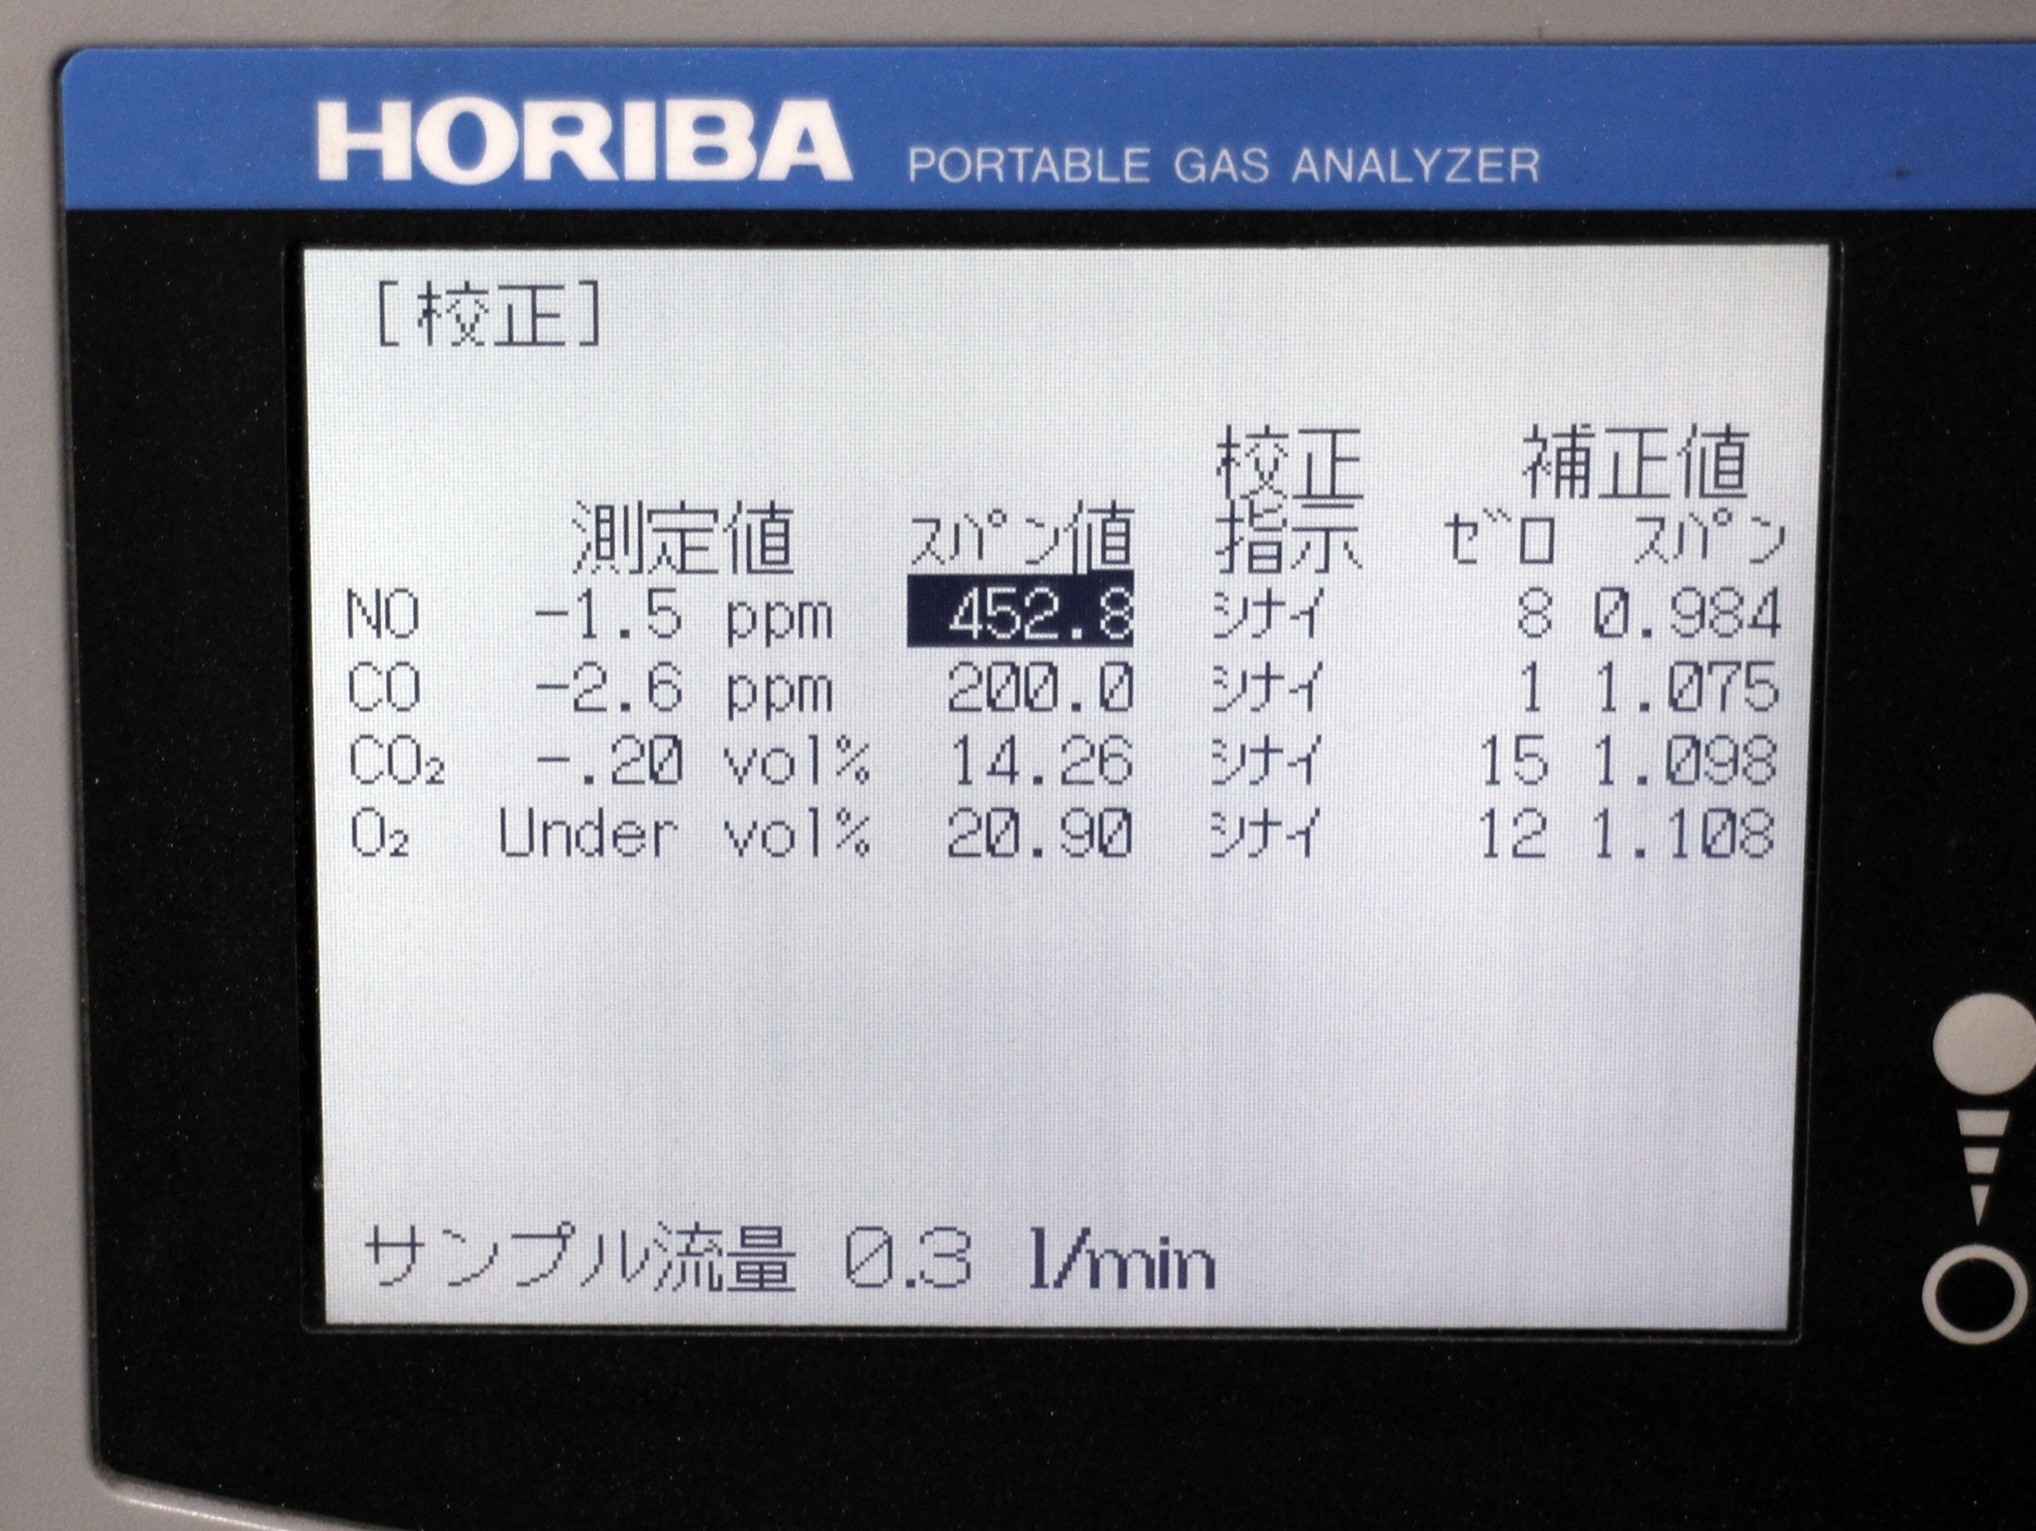 HORIBA PORTABLE GAS ANALYZER
[校正]
校正 補正値
測定値 スパン値 指示 ゼロ スパン
NO -1.5 ppm 452.8 シナイ 8 0.984
CO -2.6 ppm 200.0 シナイ 1 1.075
CO₂ -.20 vol% 14.26 シナイ 15 1.098
O₂ Under vol% 20.90 シナイ 12 1.108
サンプル流量 0.3 l/min